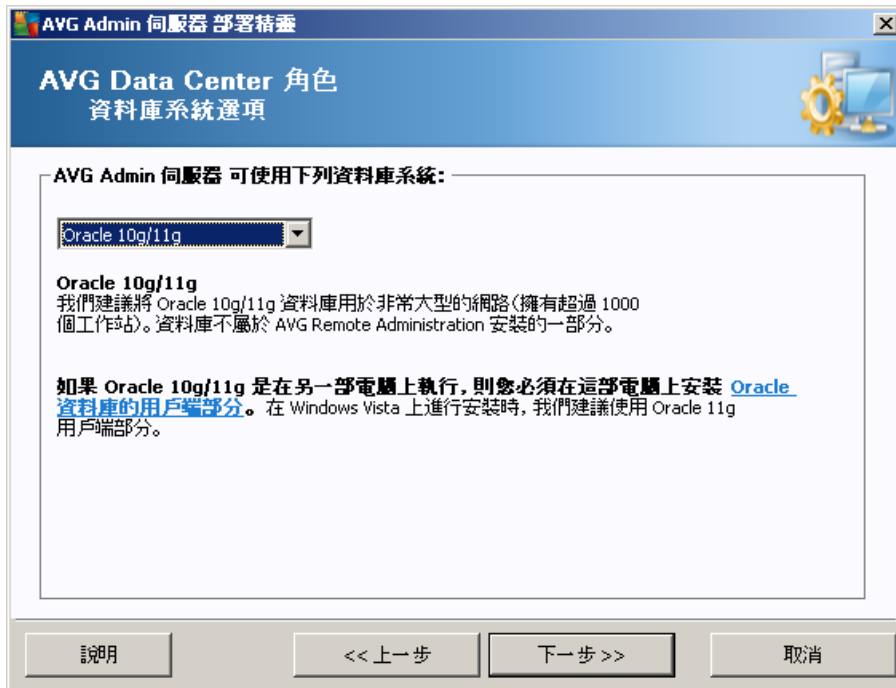 AVG Admin 伺服器 部署精靈
AVG Data Center 角色
資料庫系統選項
AVG Admin 伺服器 可使用下列資料庫系統:
Oracle 10g/11g
Oracle 10g/11g
我們建議將 Oracle 10g/11g 資料庫用於非常大型的網路(擁有超過 1000
個工作站)。資料庫不屬於 AVG Remote Administration 安裝的一部分。
如果 Oracle 10g/11g 是在另一部電腦上執行, 則您必須在這部電腦上安裝 Oracle
資料庫的用戶端部分。在 Windows Vista 上進行安裝時, 我們建議使用 Oracle 11g
用戶端部分。
說明
<< 上一步
下一步 >>
取消